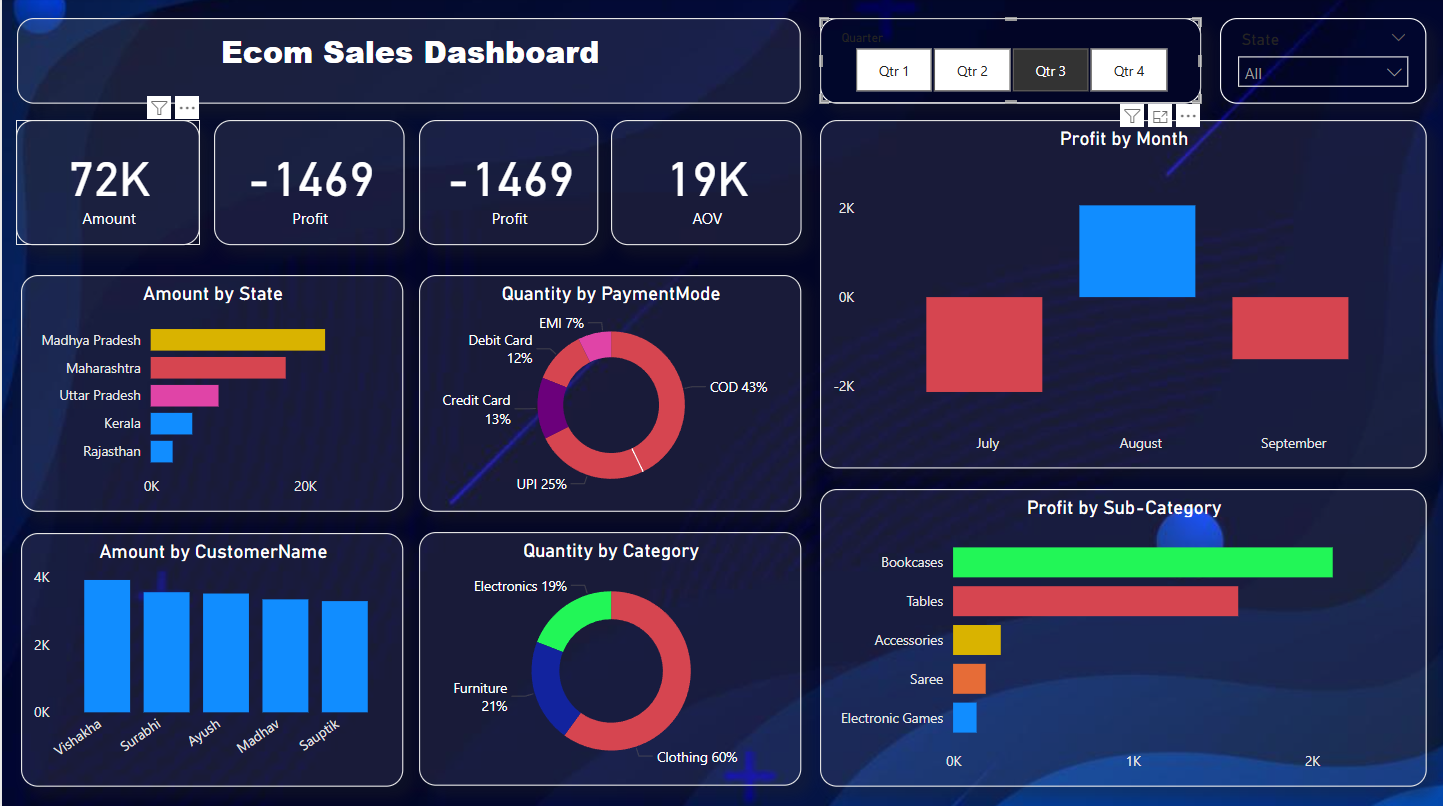 Ecom Sales Dashboard
Quarter
Qtr 1
Qtr 2
Qtr 3
Qtr 4
State
All
72K
Amount
-1469
Profit
-1469
Profit
19K
AOV
Profit by Month
2K
0K
-2K
July
August
September
Amount by State
Madhya Pradesh
Maharashtra
Uttar Pradesh
Kerala
Rajasthan
0K
20K
Quantity by PaymentMode
EMI 7%
Debit Card
12%
COD 43%
Credit Card
13%
UPI 25%
Amount by CustomerName
4K
2K
0K
Vishakha
Surabhi
Ayush
Madhav
Sauptik
Quantity by Category
Electronics 19%
Furniture
21%
Clothing 60%
Profit by Sub-Category
Bookcases
Tables
Accessories
Saree
Electronic Games
0K
1K
2K